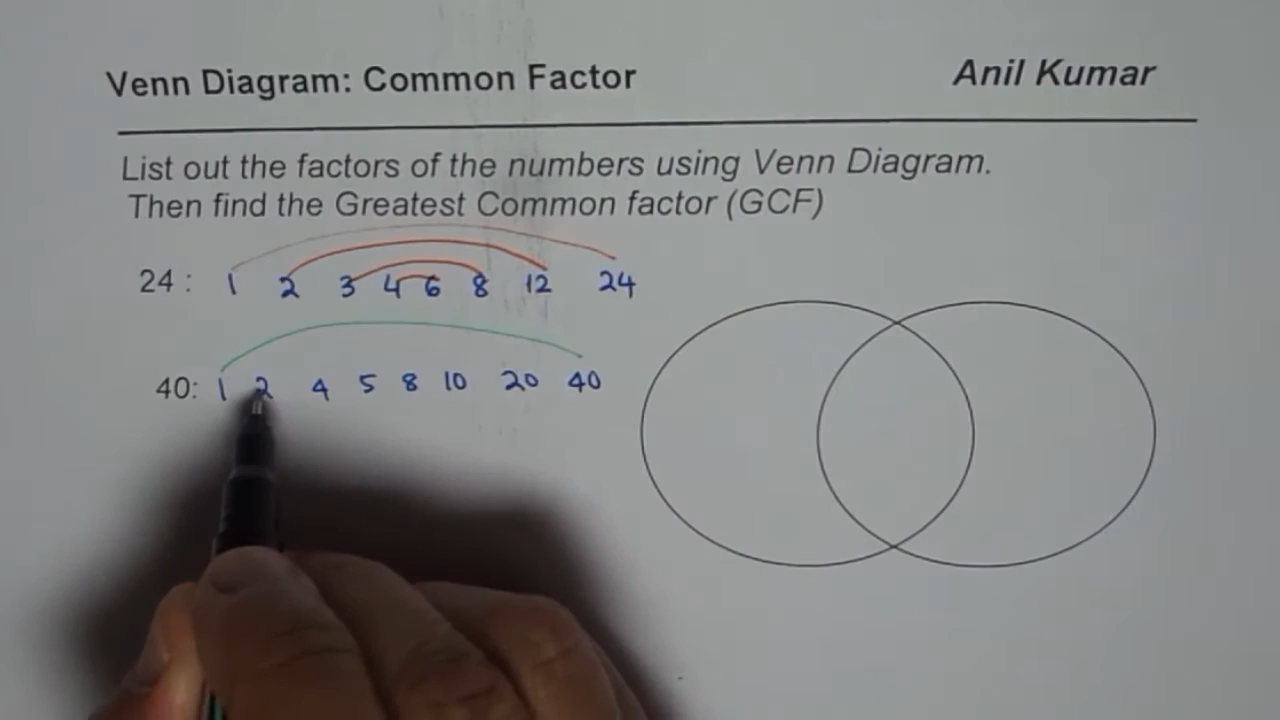 Venn Diagram: Common Factor Anil Kumar
List out the factors of the numbers using Venn Diagram.
Then find the Greatest Common factor (GCF)
24 : 1 2 3 4 6 8 12 24
40: 1 2 4 5 8 10 20 40